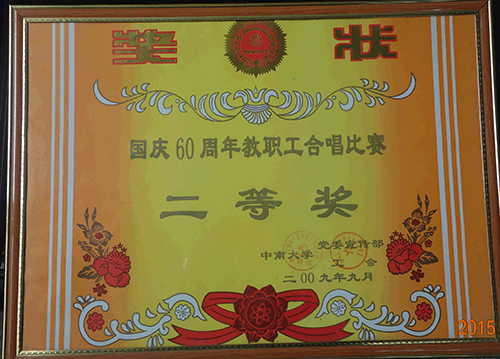 奖 状
国庆60周年教职工合唱比赛
二等奖
中南大学 党委宣传部
工会
二00九年九月
2015